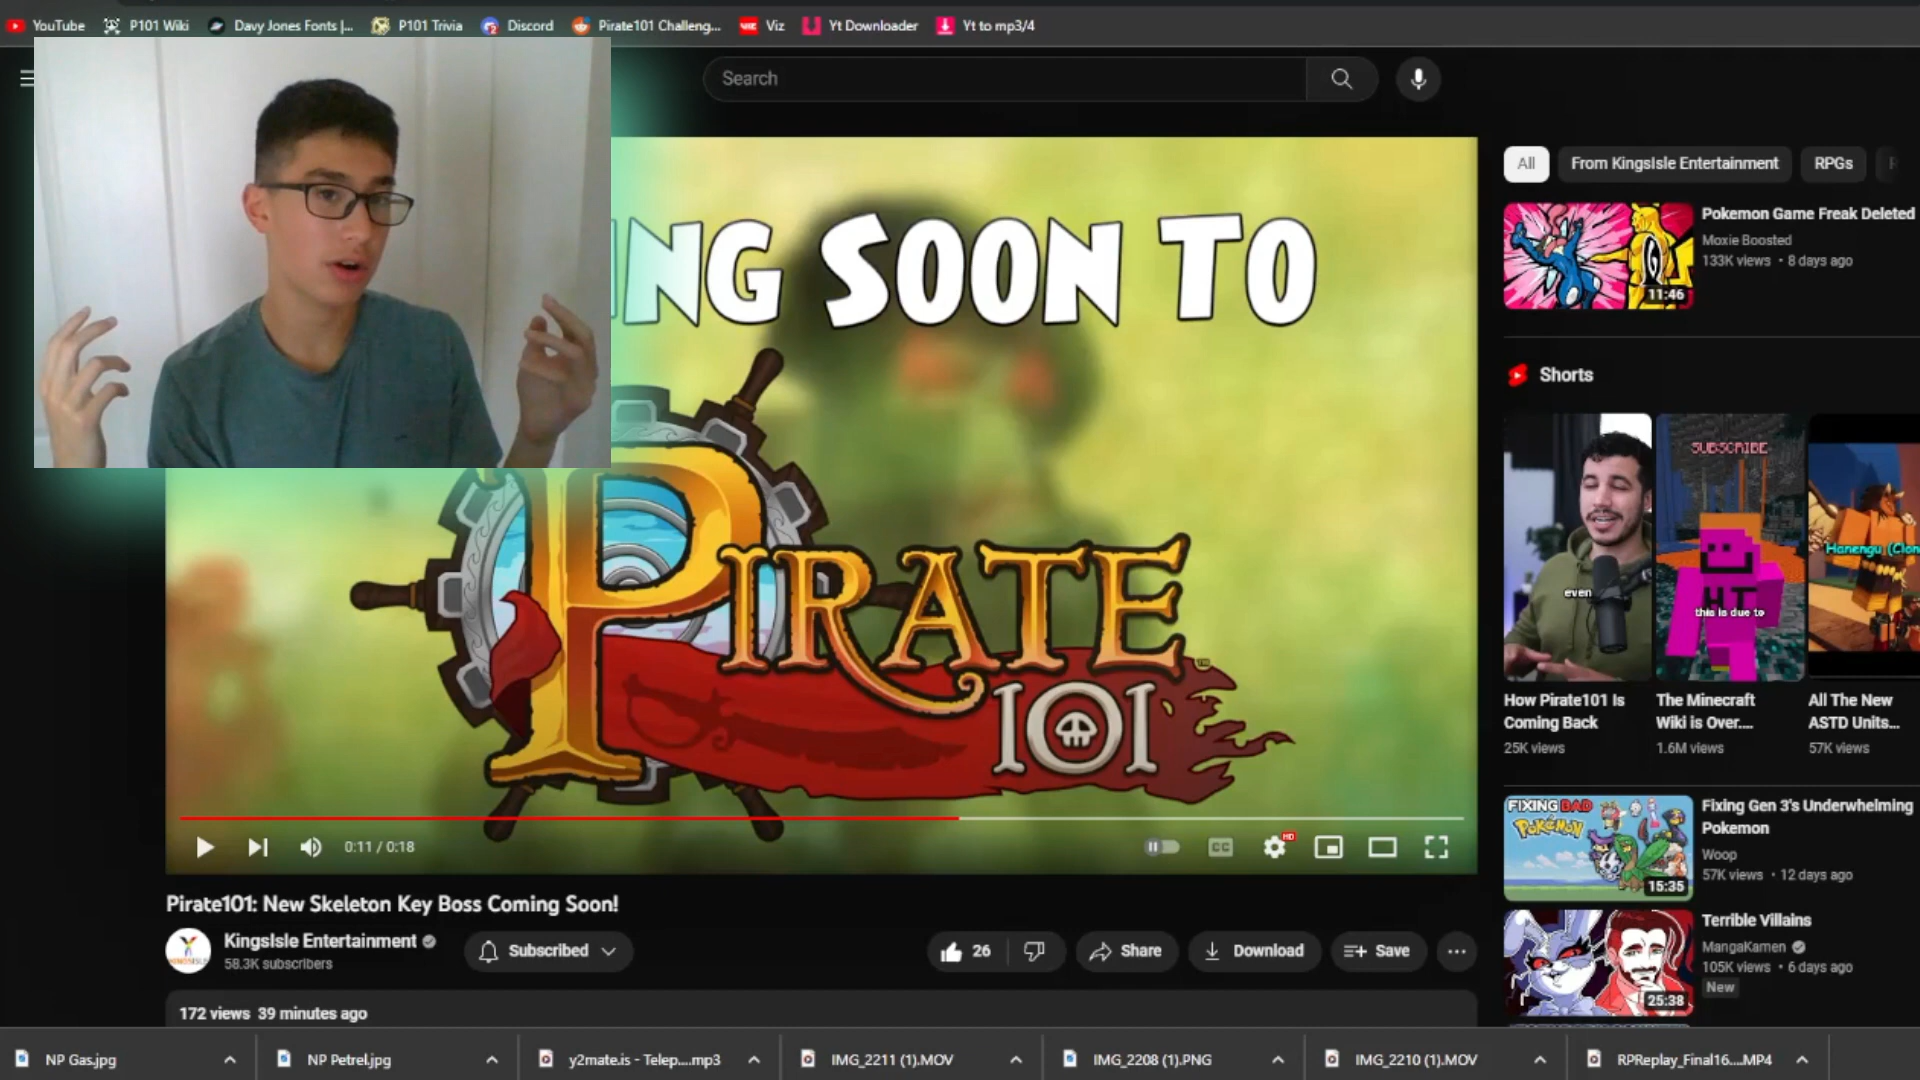 YouTube
P101 Wiki
Davy Jones Fonts |...
P101 Trivia
Discord
Pirate101 Challeng...
Viz
Yt Downloader
Yt to mp3/4
Search
All
From KingsIsle Entertainment
RPGs
NG SOON TO
PIRATE
101
TM
0:11 / 0:18
CC
HD
Pirate101: New Skeleton Key Boss Coming Soon!
KingsIsle Entertainment
58.3K subscribers
Subscribed
26
Share
Download
Save
172 views 39 minutes ago
Pokemon Game Freak Deleted
Moxie Boosted
133K views • 8 days ago
11:46
Shorts
even
SUBSCRIBE
this is due to
Hanengu (Clon
How Pirate101 Is
Coming Back
25K views
The Minecraft
Wiki is Over....
1.6M views
All The New
ASTD Units...
57K views
FIXING BAD
POKéMON
15:35
Fixing Gen 3's Underwhelming
Pokemon
Woop
57K views • 12 days ago
25:38
Terrible Villains
MangaKamen
105K views • 6 days ago
New
NP Gas.jpg
NP Petrel.jpg
y2mate.is - Telep....mp3
IMG_2211 (1).MOV
IMG_2208 (1).PNG
IMG_2210 (1).MOV
RPReplay_Final16....MP4